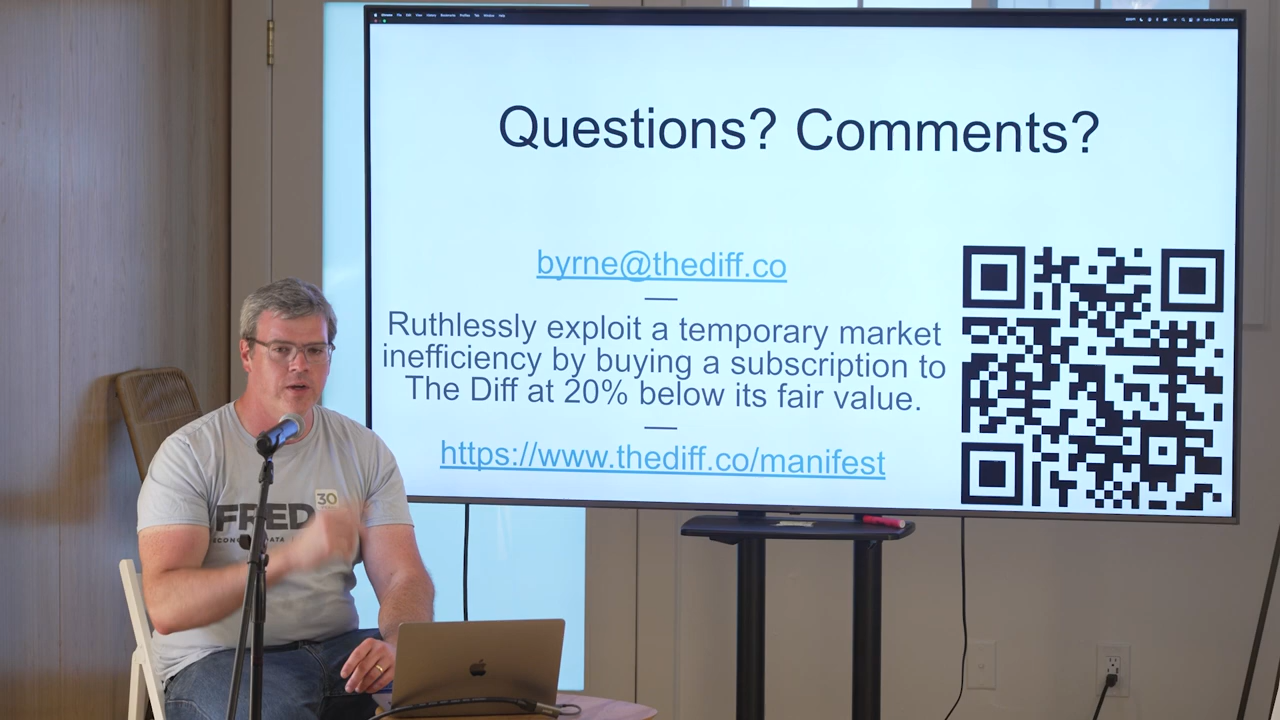 Questions? Comments?
byrne@thediff.co
Ruthlessly exploit a temporary market
inefficiency by buying a subscription to
The Diff at 20% below its fair value.
https://www.thediff.co/manifest
FRED
30